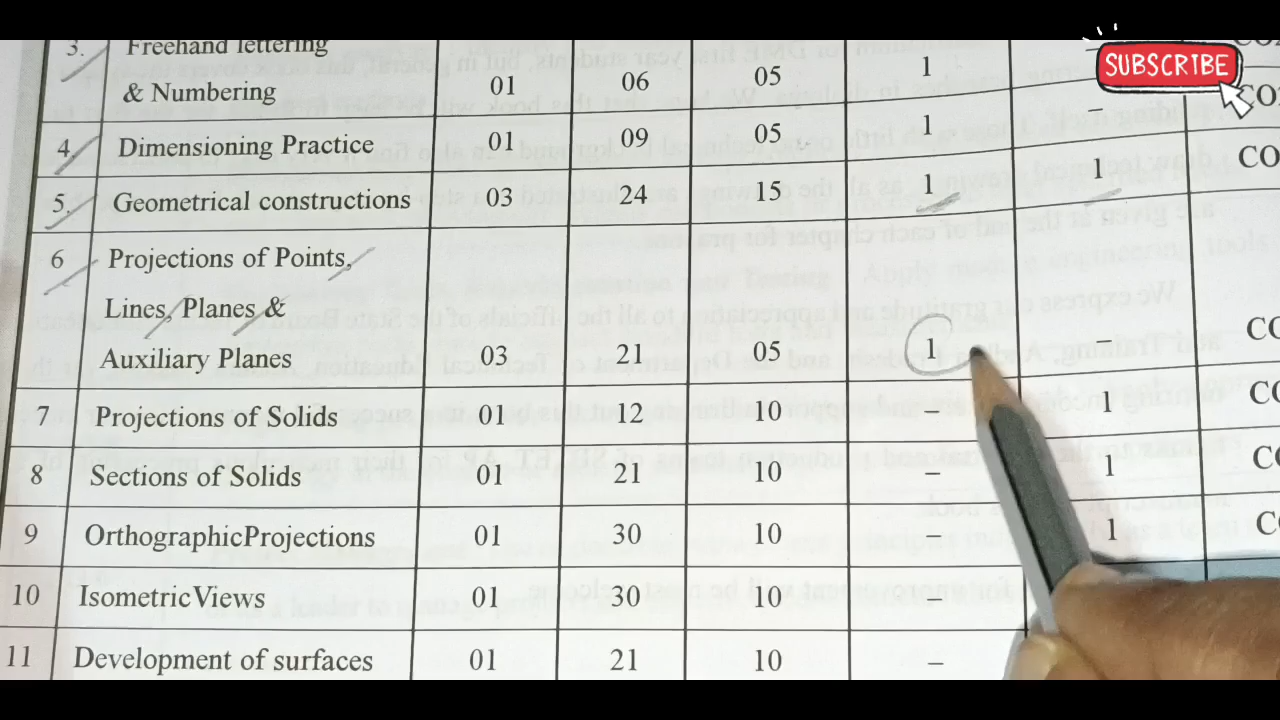 SUBSCRIBE
3. Freehand lettering
& Numbering 01 06 05 1
4. Dimensioning Practice 01 09 05 1 –
5. Geometrical constructions 03 24 15 1 1 CO
6 Projections of Points,
Lines, Planes &
Auxiliary Planes 03 21 05 1 – CO
7 Projections of Solids 01 12 10 – 1 CO
8 Sections of Solids 01 21 10 – 1 CO
9 OrthographicProjections 01 30 10 – 1 CO
10 Isometric Views 01 30 10 –
11 Development of surfaces 01 21 10 –